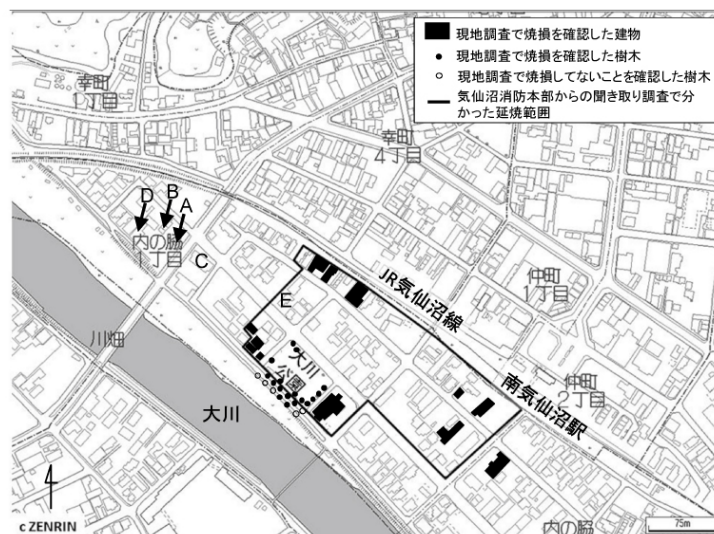 現地調査で焼損を確認した建物
現地調査で焼損を確認した樹木
現地調査で焼損してないことを確認した樹木
気仙沼消防本部からの聞き取り調査で分
かった延焼範囲
幸町
1丁目
幸町
4丁目
D
B
A
内の脇
1丁目
C
E
JR気仙沼線
仲町
1丁目
川畑
大川
公園
大川
仲町
2丁目
南気仙沼駅
内の脇
c ZENRIN
75m